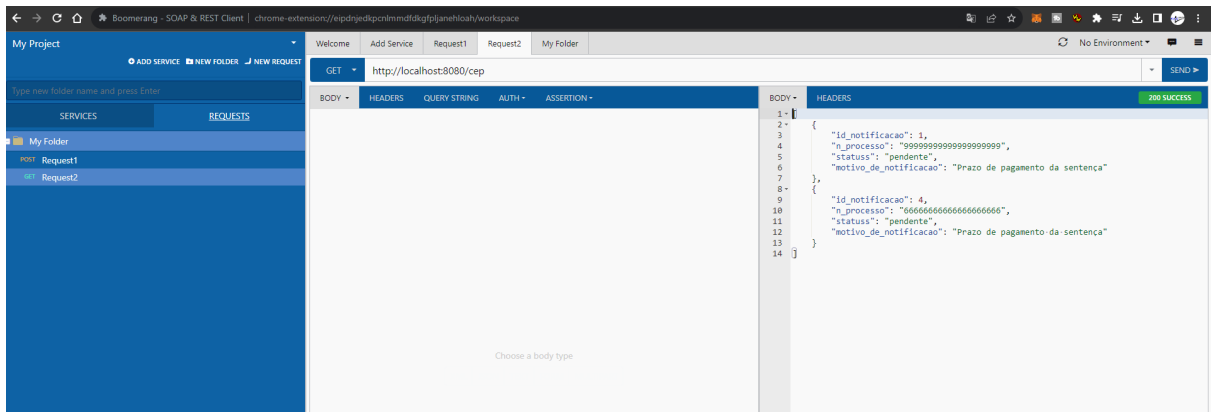 Boomerang - SOAP & REST Client | chrome-extension://eipdnjedkpcnlmmdfdkgfpljanehloah/workspace
My Project
ADD SERVICE NEW FOLDER NEW REQUEST
Type new folder name and press Enter
SERVICES REQUESTS
My Folder
POST Request1
GET Request2
Welcome Add Service Request1 Request2 My Folder
No Environment
GET http://localhost:8080/cep SEND
BODY HEADERS QUERY STRING AUTH ASSERTION
Choose a body type
BODY HEADERS 200 SUCCESS
1 [
2 {
3 "id_notificacao": 1,
4 "n_processo": "99999999999999999999",
5 "statuss": "pendente",
6 "motivo_de_notificacao": "Prazo de pagamento da sentença"
7 },
8 {
9 "id_notificacao": 4,
10 "n_processo": "66666666666666666666",
11 "statuss": "pendente",
12 "motivo_de_notificacao": "Prazo de pagamento-da-sentença"
13 }
14 ]